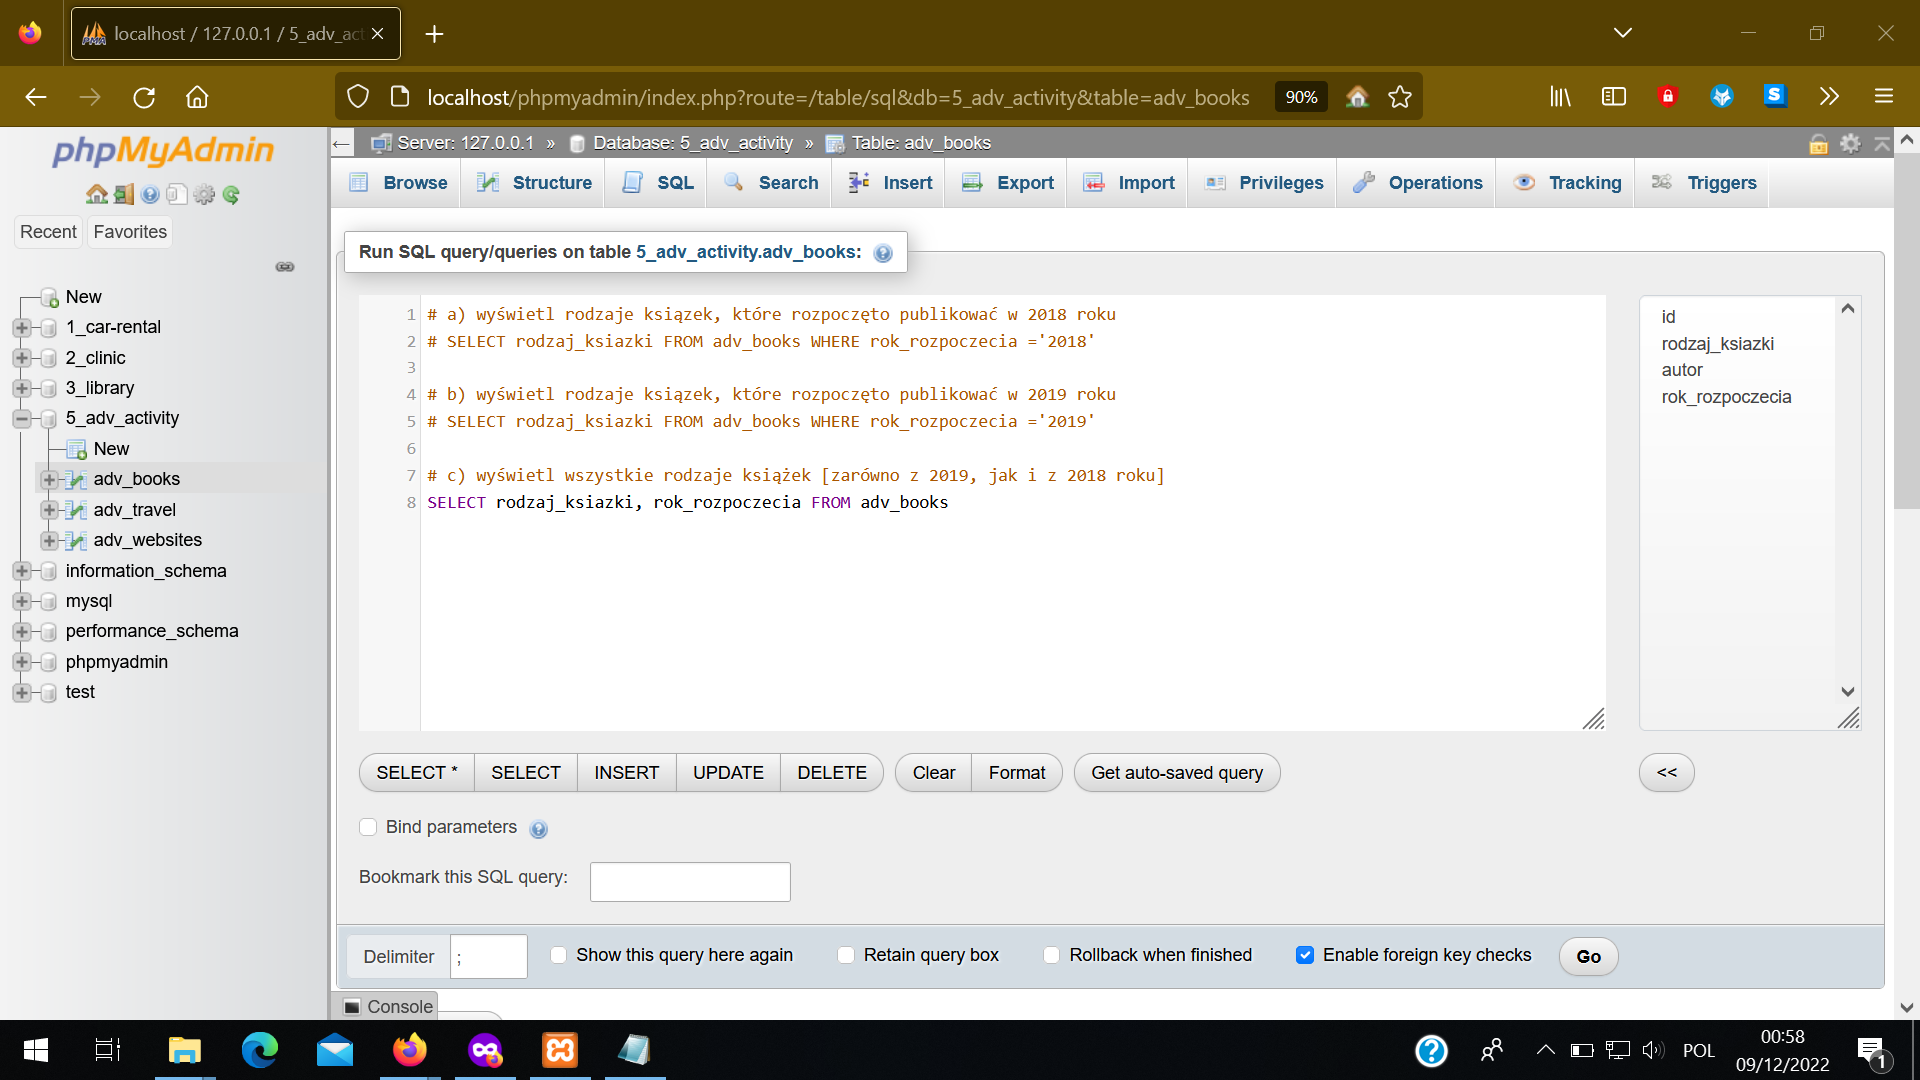 localhost / 127.0.0.1 / 5_adv_act
localhost/phpmyadmin/index.php?route=/table/sql&db=5_adv_activity&table=adv_books
90%
phpMyAdmin
Recent
Favorites
New
1_car-rental
2_clinic
3_library
5_adv_activity
New
adv_books
adv_travel
adv_websites
information_schema
mysql
performance_schema
phpmyadmin
test
Server: 127.0.0.1 » Database: 5_adv_activity » Table: adv_books
Browse
Structure
SQL
Search
Insert
Export
Import
Privileges
Operations
Tracking
Triggers
Run SQL query/queries on table 5_adv_activity.adv_books:
1 # a) wyświetl rodzaje ksiązek, które rozpoczęto publikować w 2018 roku
2 # SELECT rodzaj_ksiazki FROM adv_books WHERE rok_rozpoczecia ='2018'
3
4 # b) wyświetl rodzaje ksiązek, które rozpoczęto publikować w 2019 roku
5 # SELECT rodzaj_ksiazki FROM adv_books WHERE rok_rozpoczecia ='2019'
6
7 # c) wyświetl wszystkie rodzaje książek [zarówno z 2019, jak i z 2018 roku]
8 SELECT rodzaj_ksiazki, rok_rozpoczecia FROM adv_books
id
rodzaj_ksiazki
autor
rok_rozpoczecia
SELECT *
SELECT
INSERT
UPDATE
DELETE
Clear
Format
Get auto-saved query
<<
Bind parameters
Bookmark this SQL query:
Delimiter
;
Show this query here again
Retain query box
Rollback when finished
Enable foreign key checks
Go
Console
POL
00:58
09/12/2022
1